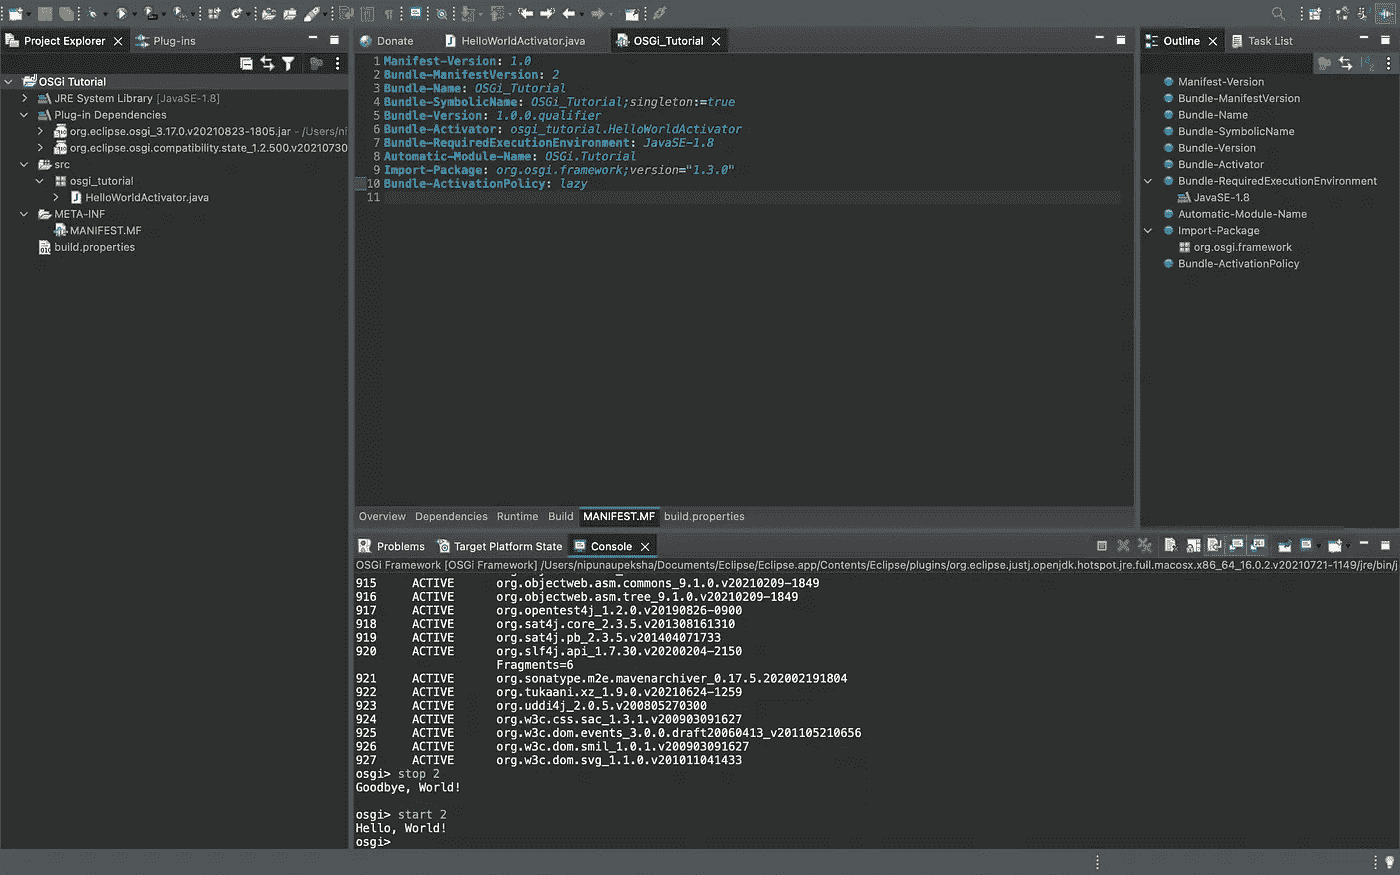 Project Explorer
Plug-ins
OSGi Tutorial
JRE System Library [JavaSE-1.8]
Plug-in Dependencies
org.eclipse.osgi_3.17.0.v20210823-1805.jar - /Users/ni
org.eclipse.osgi.compatibility.state_1.2.500.v20210730
src
osgi_tutorial
HelloWorldActivator.java
META-INF
MANIFEST.MF
build.properties
Donate
HelloWorldActivator.java
OSGi_Tutorial
1 Manifest-Version: 1.0
2 Bundle-ManifestVersion: 2
3 Bundle-Name: OSGi_Tutorial
4 Bundle-SymbolicName: OSGi_Tutorial;singleton:=true
5 Bundle-Version: 1.0.0.qualifier
6 Bundle-Activator: osgi_tutorial.HelloWorldActivator
7 Bundle-RequiredExecutionEnvironment: JavaSE-1.8
8 Automatic-Module-Name: OSGi.Tutorial
9 Import-Package: org.osgi.framework;version="1.3.0"
10 Bundle-ActivationPolicy: lazy
11
Overview Dependencies Runtime Build MANIFEST.MF build.properties
Outline
Task List
Manifest-Version
Bundle-ManifestVersion
Bundle-Name
Bundle-SymbolicName
Bundle-Version
Bundle-Activator
Bundle-RequiredExecutionEnvironment
JavaSE-1.8
Automatic-Module-Name
Import-Package
org.osgi.framework
Bundle-ActivationPolicy
Problems
Target Platform State
Console
OSGi Framework [OSGi Framework] /Users/nipunaupeksha/Documents/Eclipse/Eclipse.app/Contents/Eclipse/plugins/org.eclipse.justj.openjdk.hotspot.jre.full.macosx.x86_64_16.0.2.v20210721-1149/jre/bin/j
915 ACTIVE org.objectweb.asm.commons_9.1.0.v20210209-1849
916 ACTIVE org.objectweb.asm.tree_9.1.0.v20210209-1849
917 ACTIVE org.opentest4j_1.2.0.v20190826-0900
918 ACTIVE org.sat4j.core_2.3.5.v201308161310
919 ACTIVE org.sat4j.pb_2.3.5.v201404071733
920 ACTIVE org.slf4j.api_1.7.30.v20200204-2150
Fragments=6
921 ACTIVE org.sonatype.m2e.mavenarchiver_0.17.5.202002191804
922 ACTIVE org.tukaani.xz_1.9.0.v20210624-1259
923 ACTIVE org.uddi4j_2.0.5.v200805270300
924 ACTIVE org.w3c.css.sac_1.3.1.v200903091627
925 ACTIVE org.w3c.dom.events_3.0.0.draft20060413_v201105210656
926 ACTIVE org.w3c.dom.smil_1.0.1.v200903091627
927 ACTIVE org.w3c.dom.svg_1.1.0.v201011041433
osgi> stop 2
Goodbye, World!
osgi> start 2
Hello, World!
osgi>